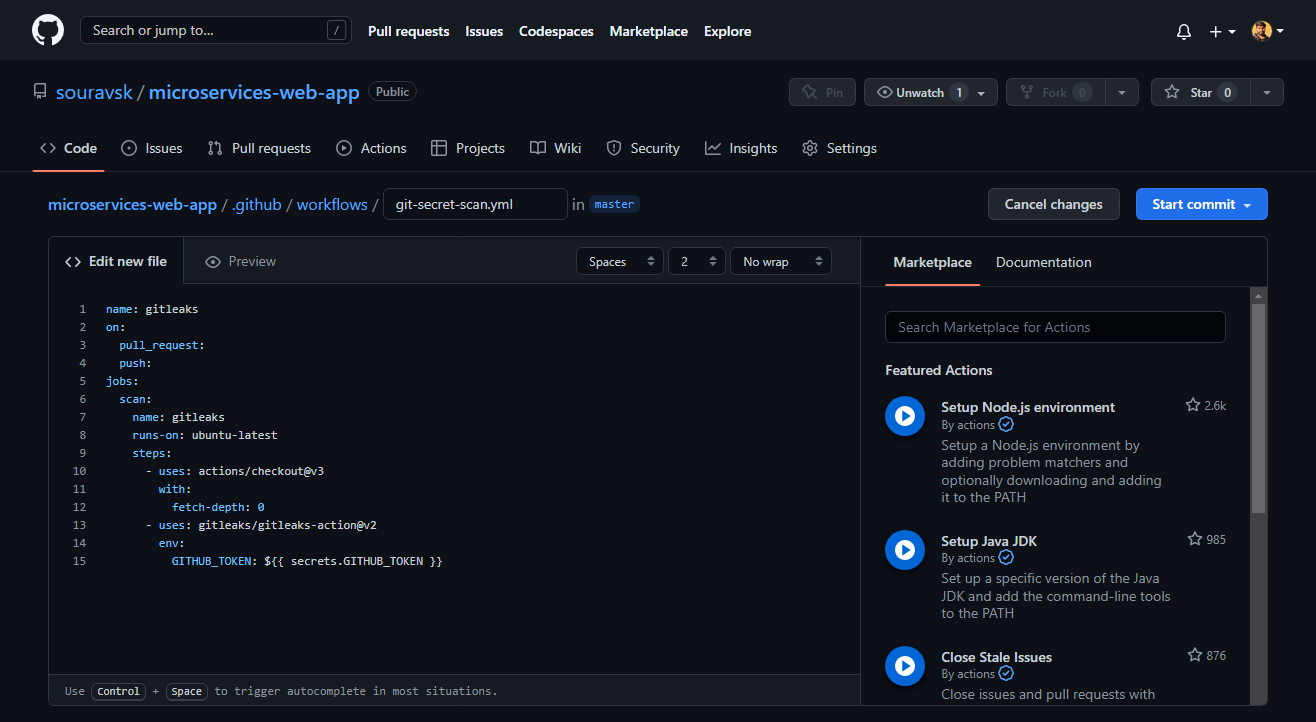 Search or jump to... /
Pull requests Issues Codespaces Marketplace Explore
souravsk / microservices-web-app Public
Pin Unwatch 1 Fork 0 Star 0
Code Issues Pull requests Actions Projects Wiki Security Insights Settings
microservices-web-app / .github / workflows / git-secret-scan.yml in master
Cancel changes Start commit
Edit new file Preview Spaces 2 No wrap
1 name: gitleaks
2 on:
3 pull_request:
4 push:
5 jobs:
6 scan:
7 name: gitleaks
8 runs-on: ubuntu-latest
9 steps:
10 - uses: actions/checkout@v3
11 with:
12 fetch-depth: 0
13 - uses: gitleaks/gitleaks-action@v2
14 env:
15 GITHUB_TOKEN: ${{ secrets.GITHUB_TOKEN }}
Use Control + Space to trigger autocomplete in most situations.
Marketplace Documentation
Search Marketplace for Actions
Featured Actions
Setup Node.js environment 2.6k
By actions
Setup a Node.js environment by
adding problem matchers and
optionally downloading and adding
it to the PATH
Setup Java JDK 985
By actions
Set up a specific version of the Java
JDK and add the command-line tools
to the PATH
Close Stale Issues 876
By actions
Close issues and pull requests with